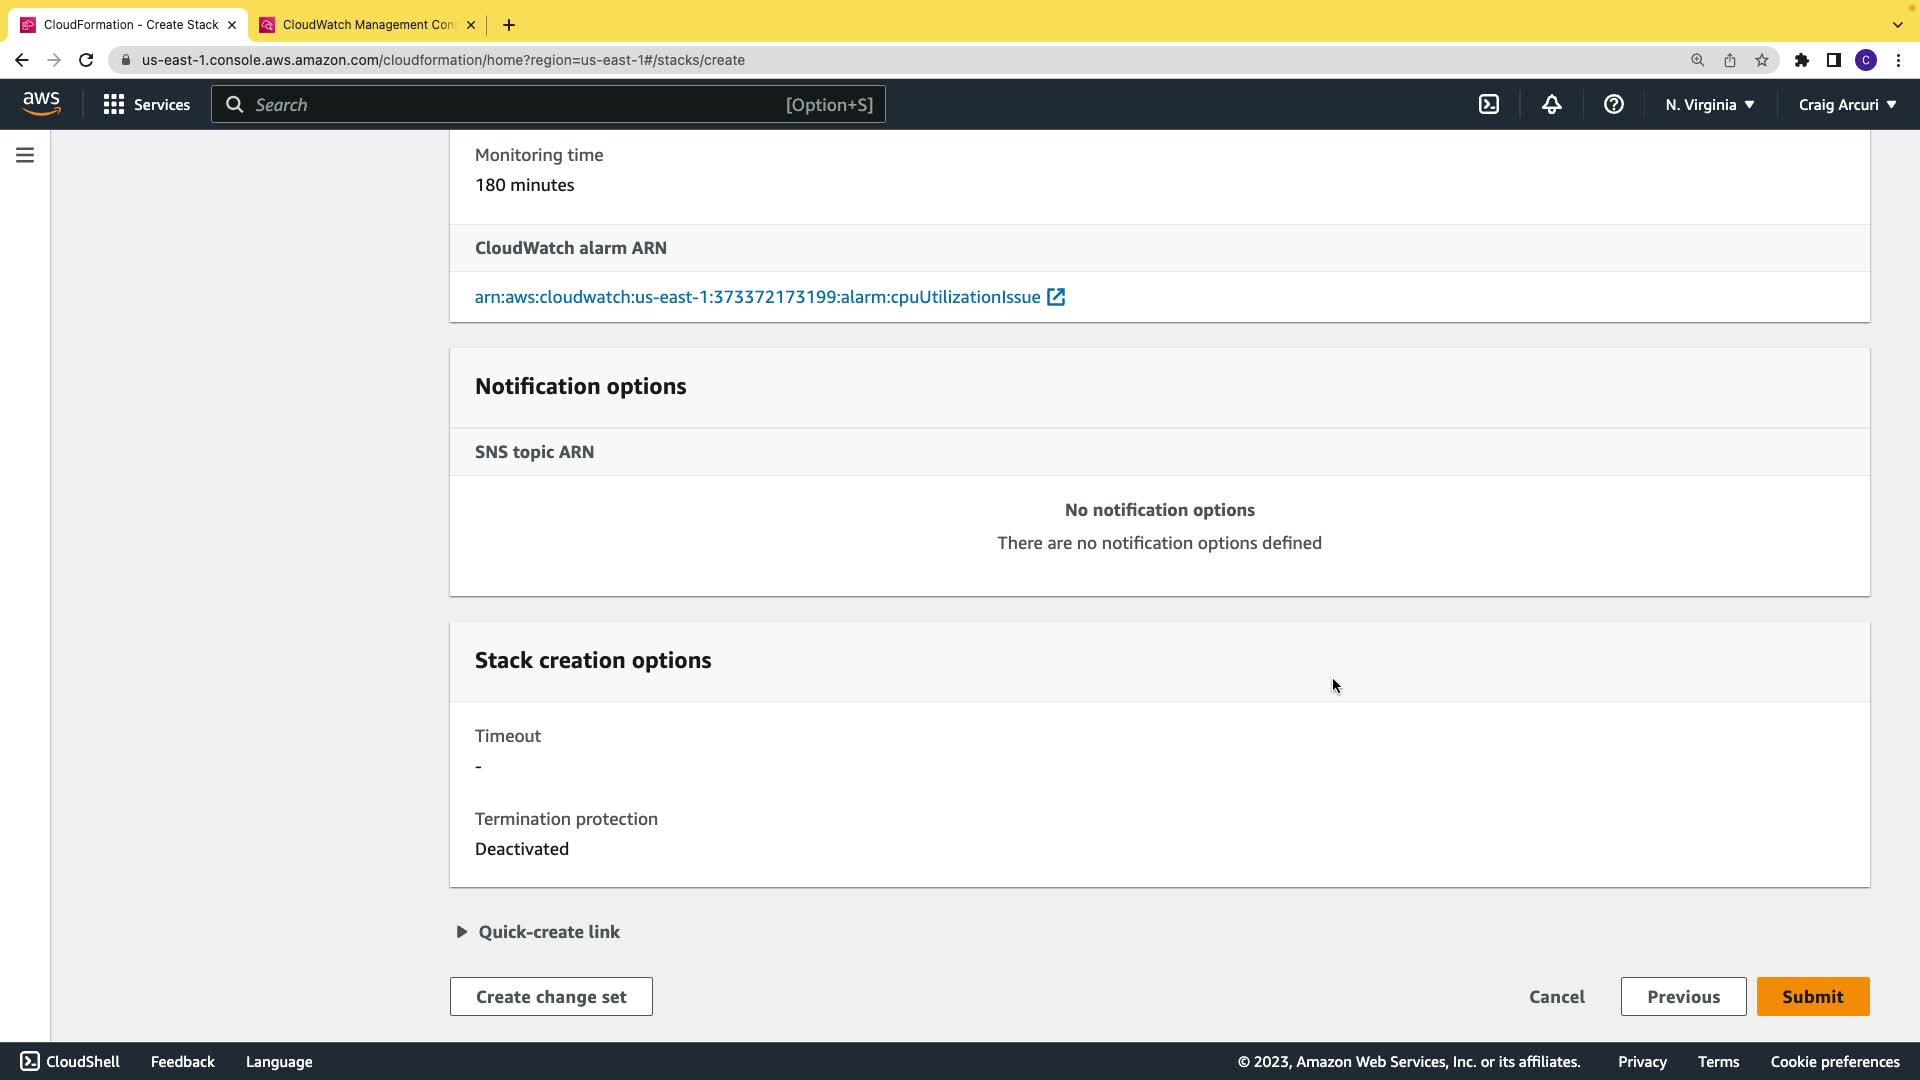 CloudFormation - Create Stack
CloudWatch Management Con
us-east-1.console.aws.amazon.com/cloudformation/home?region=us-east-1#/stacks/create
C
aws
Services
Search
[Option+S]
N. Virginia
Craig Arcuri
Monitoring time
180 minutes
CloudWatch alarm ARN
arn:aws:cloudwatch:us-east-1:373372173199:alarm:cpuUtilizationIssue
Notification options
SNS topic ARN
No notification options
There are no notification options defined
Stack creation options
Timeout
-
Termination protection
Deactivated
Quick-create link
Create change set
Cancel
Previous
Submit
CloudShell
Feedback
Language
© 2023, Amazon Web Services, Inc. or its affiliates.
Privacy
Terms
Cookie preferences